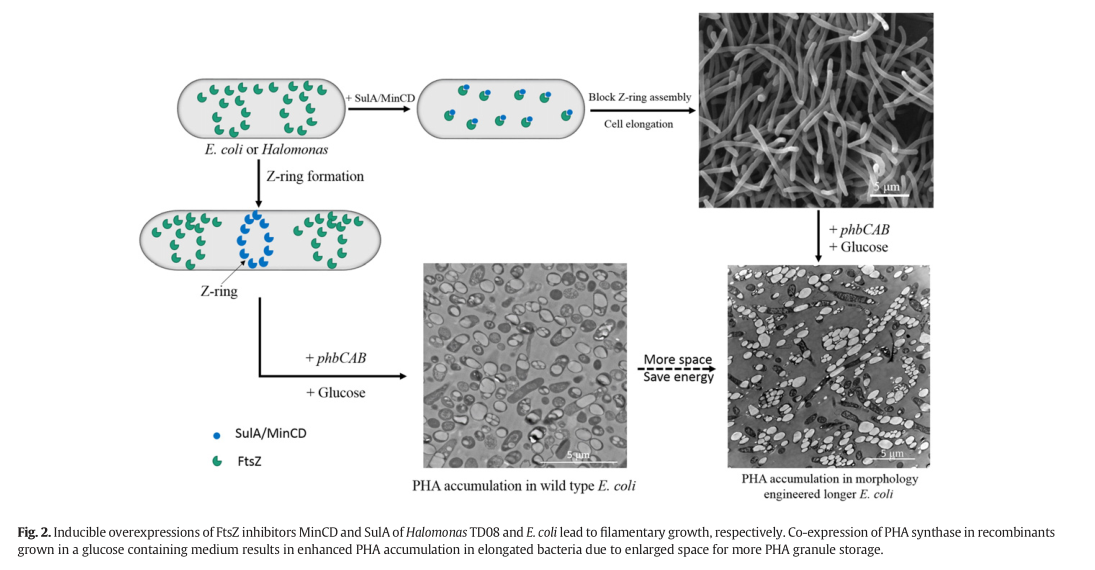 + SulA/MinCD
Block Z-ring assembly
Cell elongation
5 μm
E. coli or Halomonas
Z-ring formation
+ phbCAB
+ Glucose
Z-ring
+ phbCAB
+ Glucose
More space
Save energy
SulA/MinCD
FtsZ
5 μm
5 μm
PHA accumulation in wild type E. coli
PHA accumulation in morphology
engineered longer E. coli
Fig. 2. Inducible overexpressions of FtsZ inhibitors MinCD and SulA of Halomonas TD08 and E. coli lead to filamentary growth, respectively. Co-expression of PHA synthase in recombinants
grown in a glucose containing medium results in enhanced PHA accumulation in elongated bacteria due to enlarged space for more PHA granule storage.